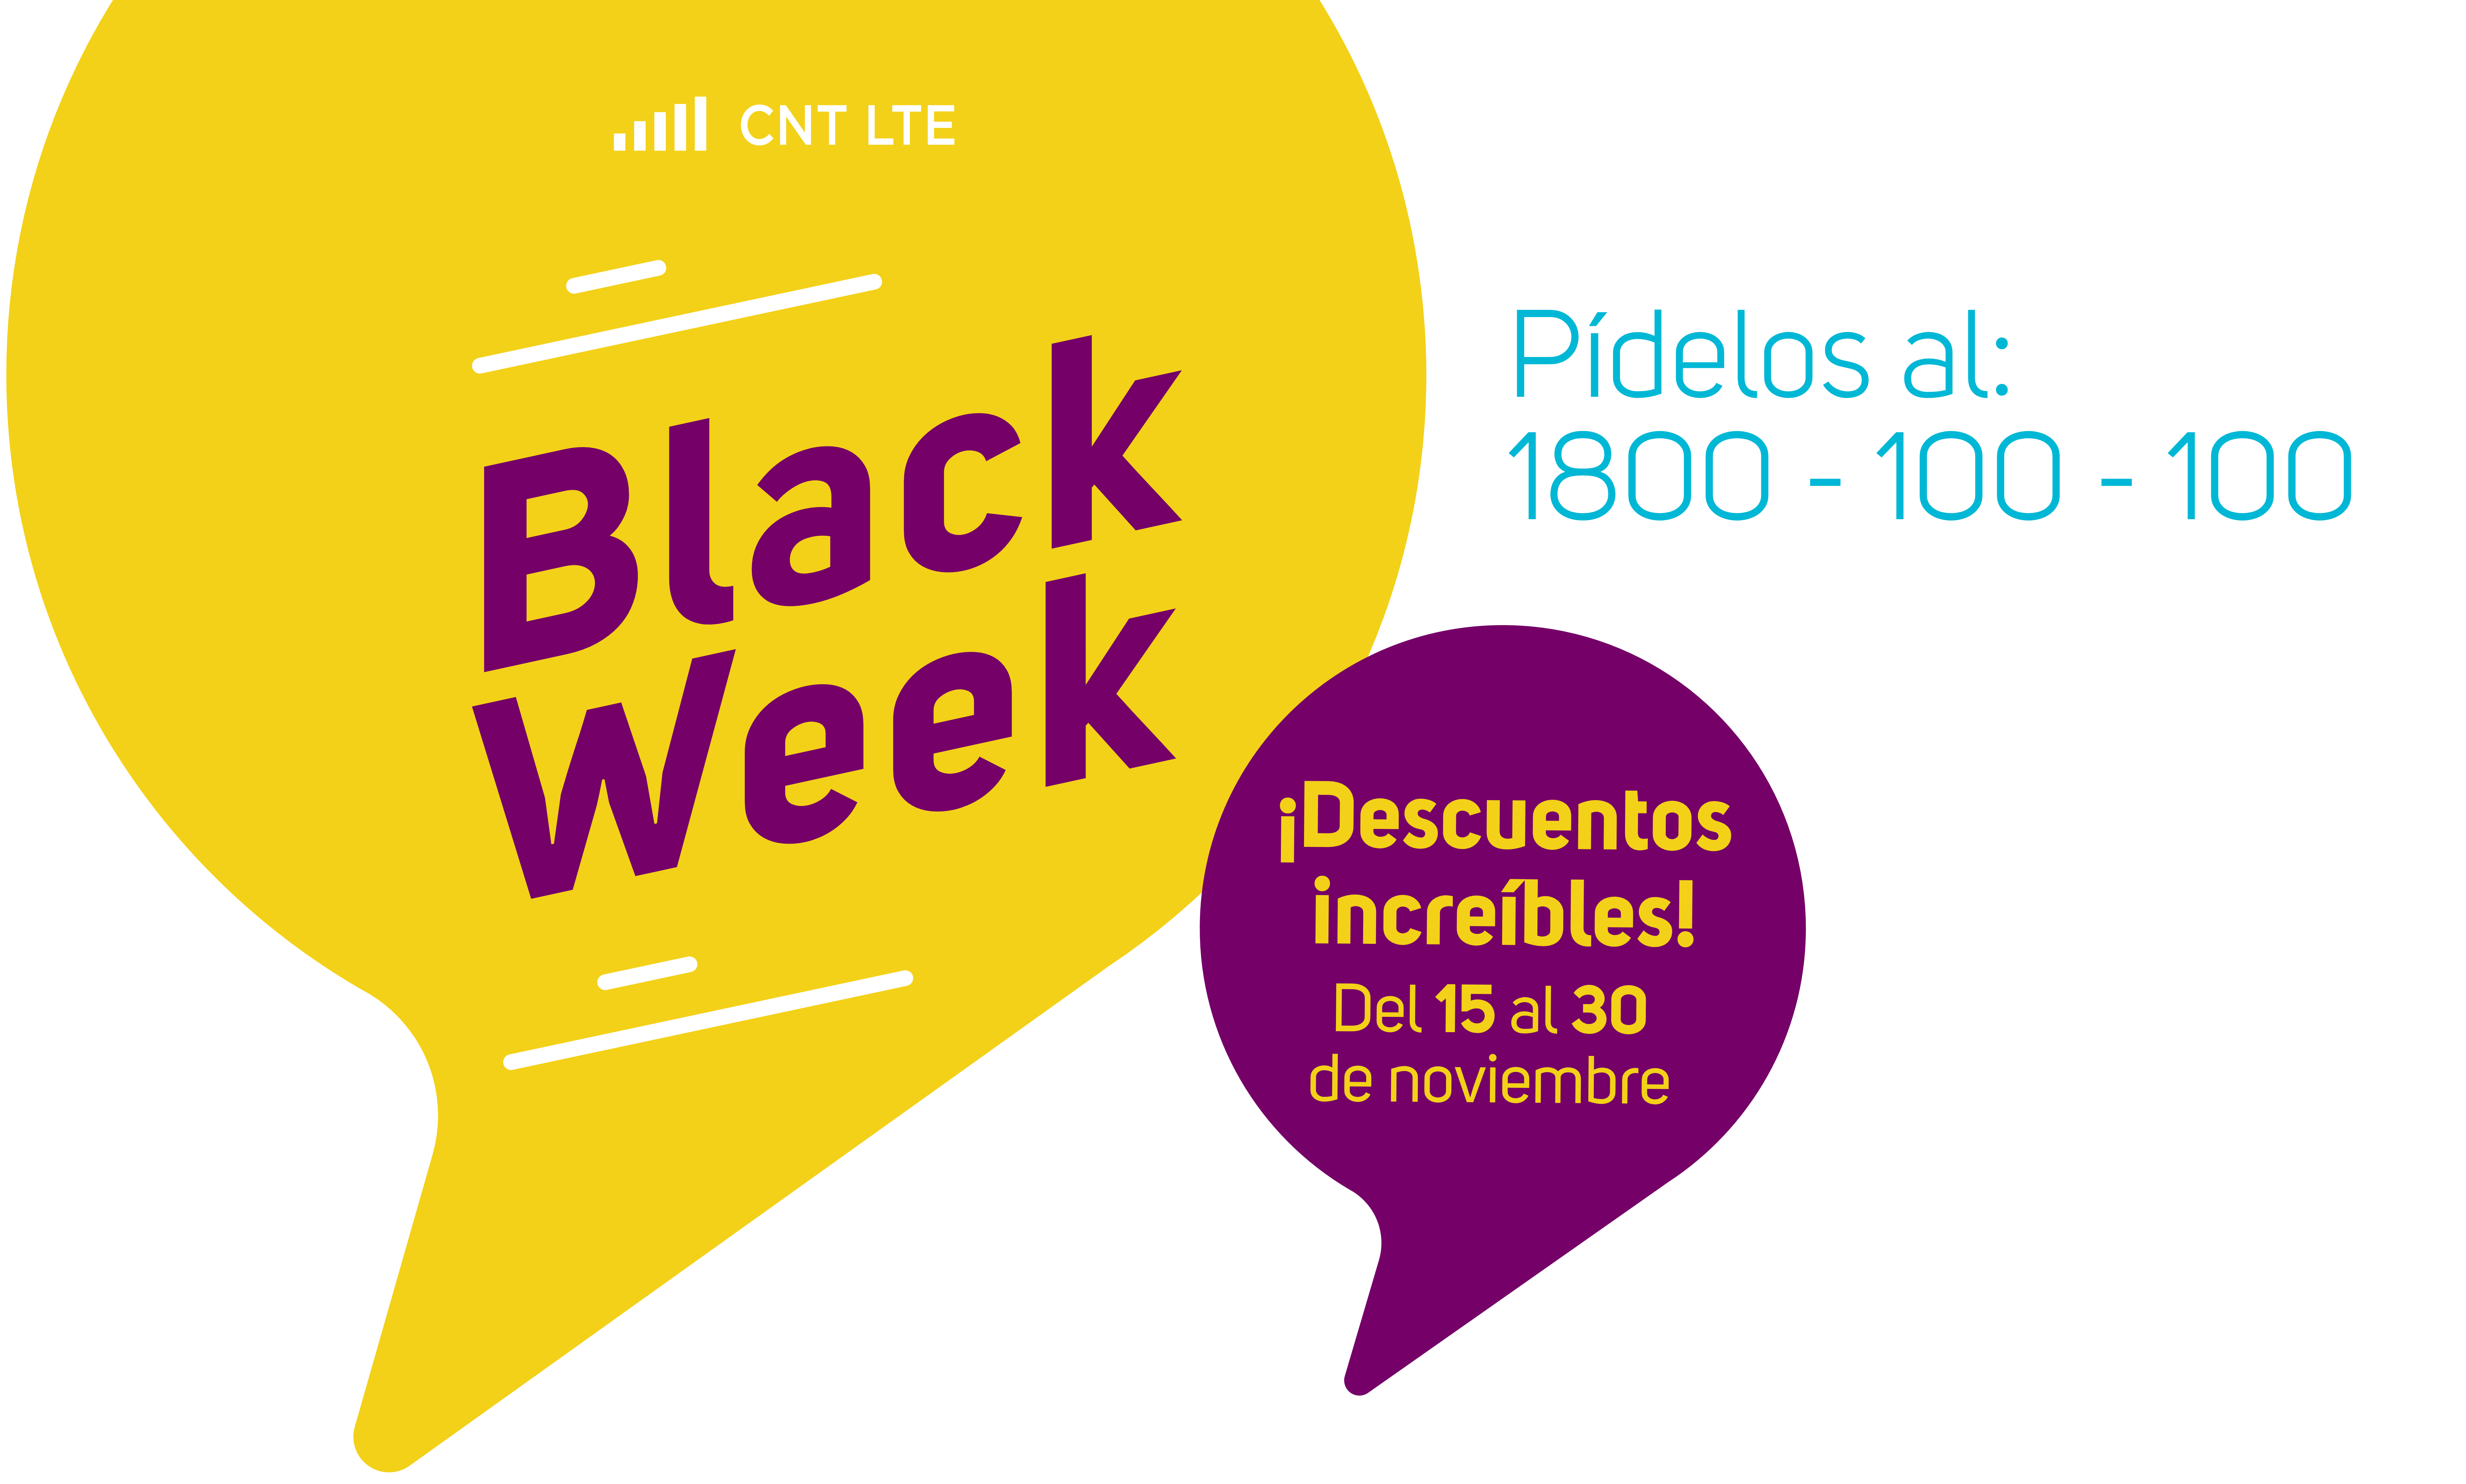 CNT LTE
Black
Week
Pídelos al:
1800 - 100 - 100
¡Descuentos
increíbles!
Del 15 al 30
de noviembre